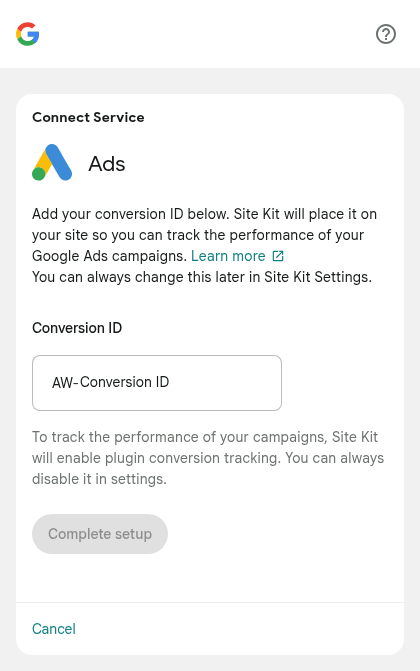 Connect Service
Ads
Add your conversion ID below. Site Kit will place it on
your site so you can track the performance of your
Google Ads campaigns. Learn more
You can always change this later in Site Kit Settings.
Conversion ID
AW-Conversion ID
To track the performance of your campaigns, Site Kit
will enable plugin conversion tracking. You can always
disable it in settings.
Complete setup
Cancel